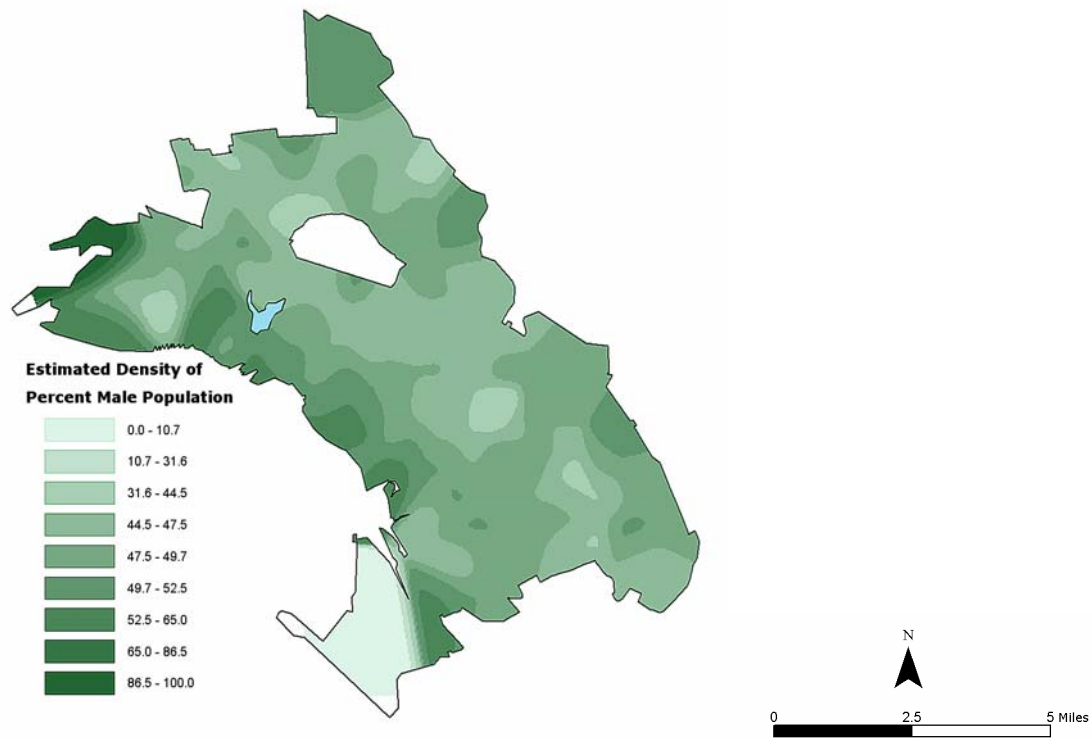 Estimated Density of
Percent Male Population
0.0 - 10.7
10.7 - 31.6
31.6 - 44.5
44.5 - 47.5
47.5 - 49.7
49.7 - 52.5
52.5 - 65.0
65.0 - 86.5
86.5 - 100.0
N
0 2.5 5 Miles